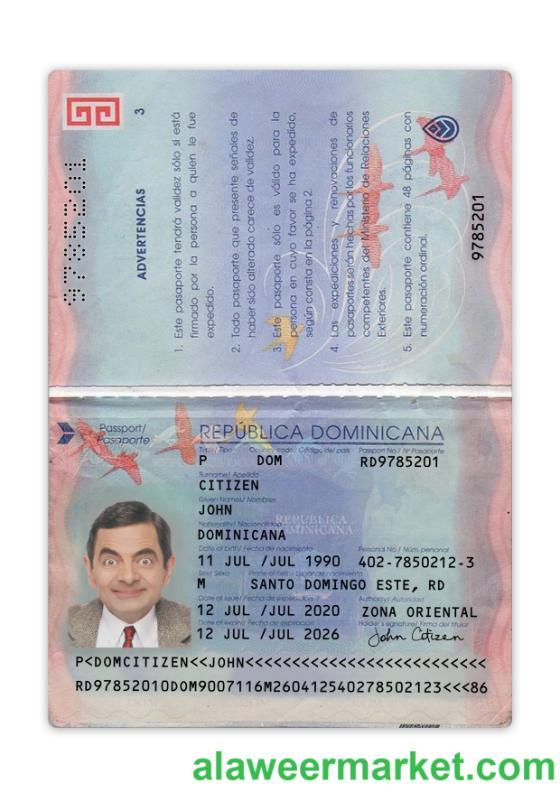 3
9785201
ADVERTENCIAS
1. Este pasaporte tendrá validez sólo si está
firmado por la persona a quien le fue
expedido.
2. Todo pasaporte que presente señales de
haber sido alterado carece de validez.
3. Este pasaporte sólo es válido para la
persona en cuyo favor se ha expedido,
según consta en la página 2.
4. Las expediciones y renovaciones de
pasaportes serán hechas por los funcionarios
competentes del Ministerio de Relaciones
Exteriores.
5. Este pasaporte contiene 48 páginas con
numeración ordinal.
9785201
Passport/
Pasaporte
REPÚBLICA DOMINICANA
Type/ Tipo Country code/ Código del país Passport No./ Nº Pasaporte
P DOM RD9785201
Surname/ Apellido
CITIZEN
Given Names/ Nombres
JOHN
REPÚBLICA
DOMINICANA
Nationality/ Nacionalidad
DOMINICANA
Date of birth/ Fecha de nacimiento Personal No./ Núm. personal
11 JUL /JUL 1990 402-7850212-3
Sex/ Sexo
M SANTO DOMINGO ESTE, RD
Date of issue/ Fecha de expedición Authority/ Autoridad
12 JUL /JUL 2020 ZONA ORIENTAL
Date of expiry/ Fecha de expiración Holder's signature/ Firma del titular
12 JUL /JUL 2026 John Citizen
P<DOMCITIZEN<<JOHN<<<<<<<<<<<<<<<<<<<<<<<<<<
RD97852010DOM9007116M260412540278502123<<<86
alaweermarket.com